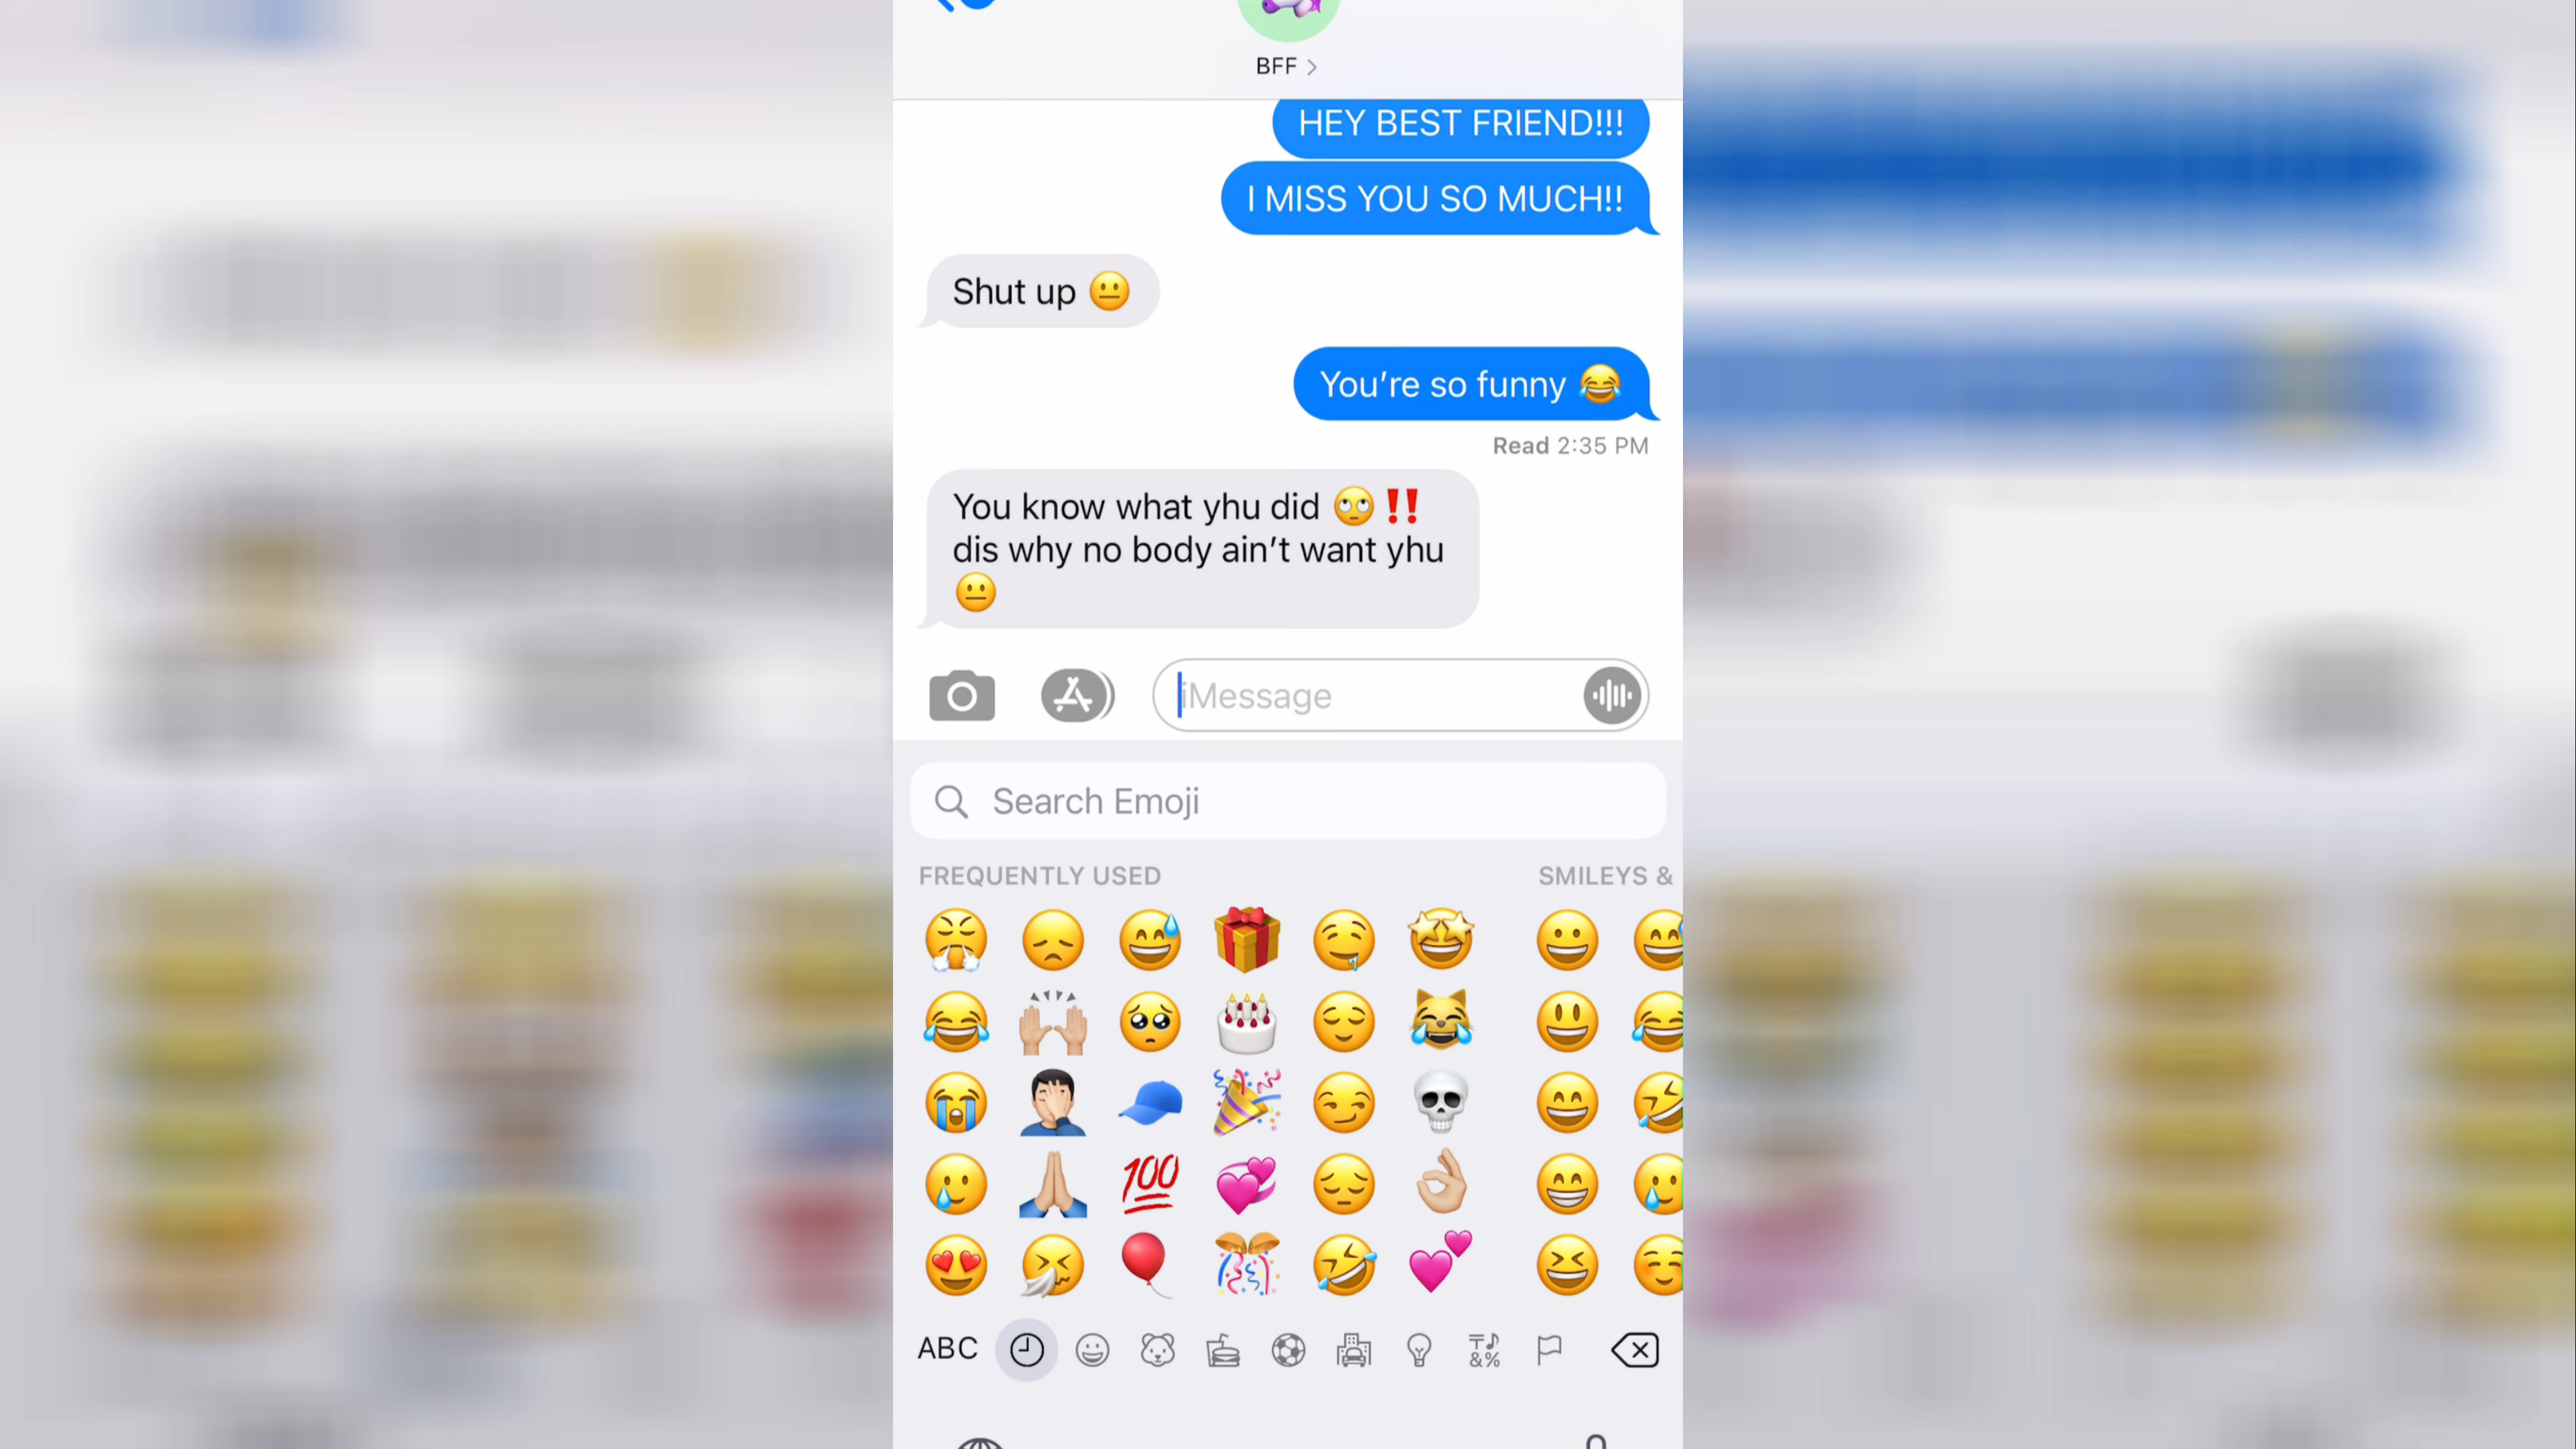 BFF
HEY BEST FRIEND!!!
I MISS YOU SO MUCH!!
Shut up 😐
You're so funny 😂
Read 2:35 PM
You know what yhu did 🙄‼️
dis why no body ain't want yhu
😐
iMessage
Search Emoji
FREQUENTLY USED
SMILEYS &
100
ABC
&%